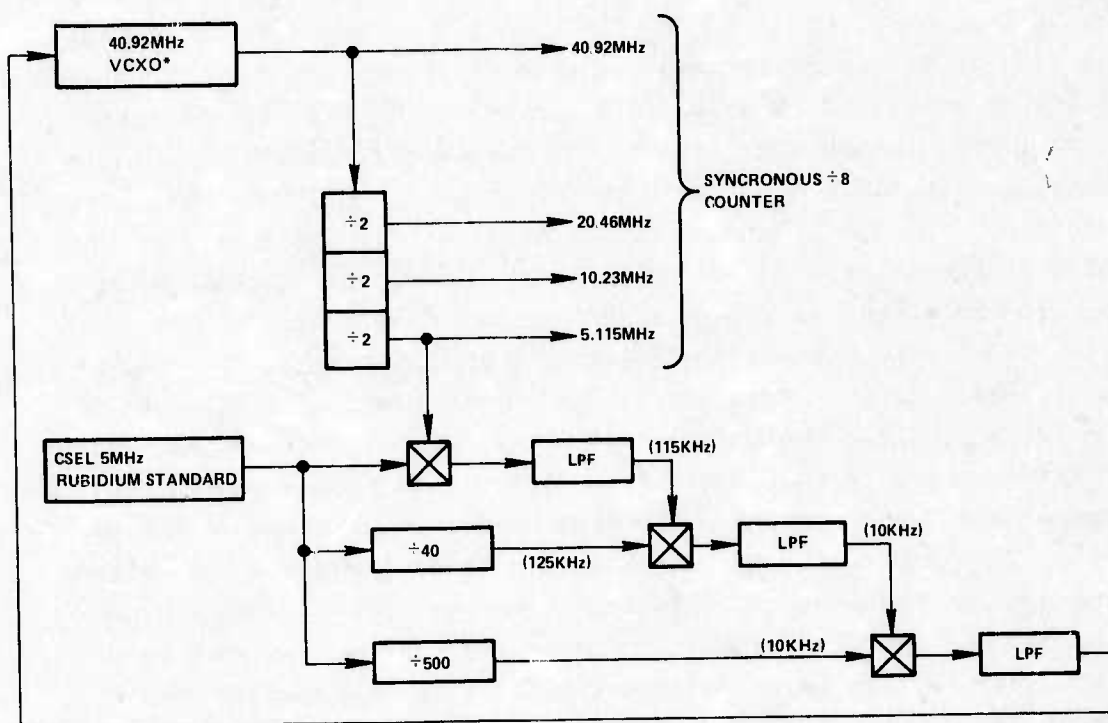 40.92MHz
VCXO*
40.92MHz
SYNCRONOUS ÷8
COUNTER
÷2
20.46MHz
÷2
10.23MHz
÷2
5.115MHz
CSEL 5MHz
RUBIDIUM STANDARD
LPF
(115KHz)
÷40
(125KHz)
LPF
(10KHz)
÷500
(10KHz)
LPF